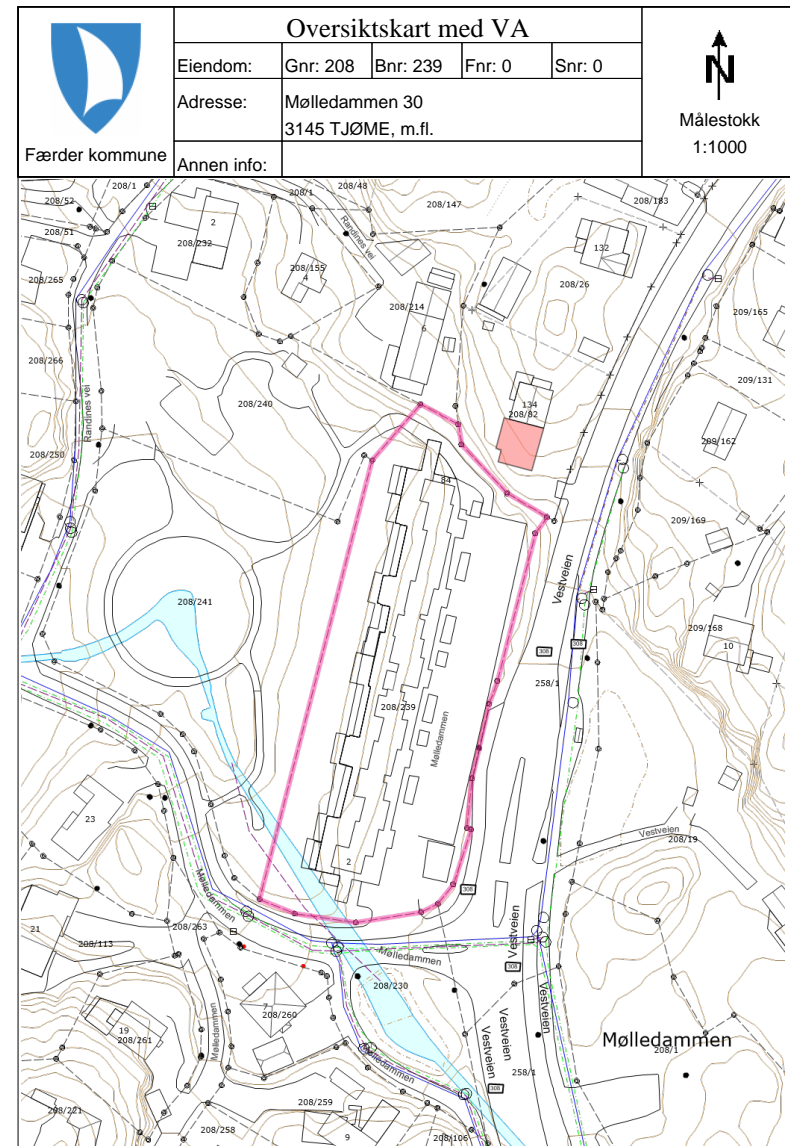 Oversiktskart med VA
Eiendom: Gnr: 208 Bnr: 239 Fnr: 0 Snr: 0
Adresse: Mølledammen 30
3145 TJØME, m.fl.
Annen info:
Færder kommune
N
Målestokk
1:1000
208/1
208/52
208/51
2
208/232
208/1
208/48
208/147
208/183
Randines vei
132
208/265
208/155
4
208/26
208/214
6
209/165
208/266
209/131
208/240
134
208/82
Randines vei
209/162
208/250
84
209/169
Vestveien
208/241
209/168
10
308
308
258/1
208/239
Mølledammen
23
Vestveien
208/19
2
308
Mølledammen
21
208/263
208/113
Vestveien
Mølledammen
308
208/230
7
208/260
Vestveien
Mølledammen
19
208/261
Vestveien
Vestveien
Mølledammen
208/1
Mølledammen
258/1
308
208/259
208/221
208/258
9
208/106